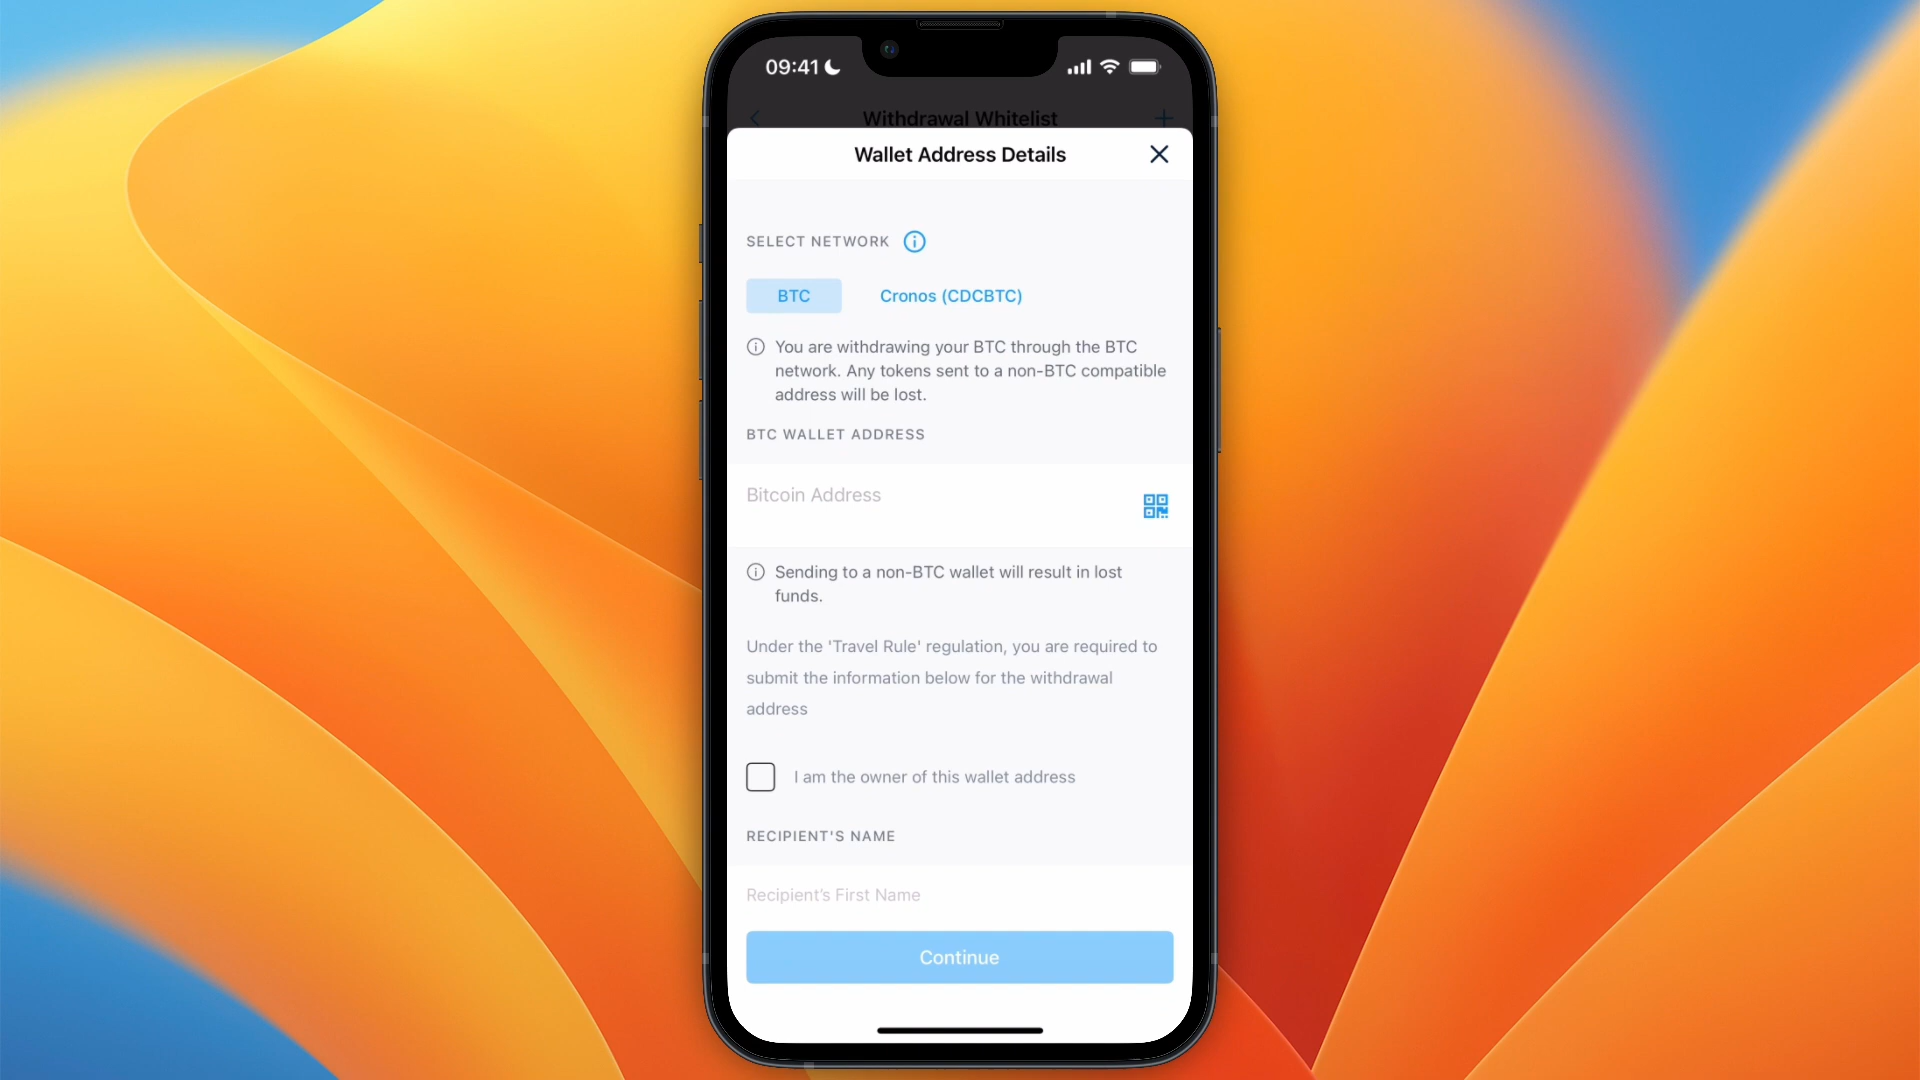 09:41
Withdrawal Whitelist
Wallet Address Details
SELECT NETWORK
BTC
Cronos (CDCBTC)
You are withdrawing your BTC through the BTC
network. Any tokens sent to a non-BTC compatible
address will be lost.
BTC WALLET ADDRESS
Bitcoin Address
Sending to a non-BTC wallet will result in lost
funds.
Under the 'Travel Rule' regulation, you are required to
submit the information below for the withdrawal
address
I am the owner of this wallet address
RECIPIENT'S NAME
Recipient’s First Name
Continue